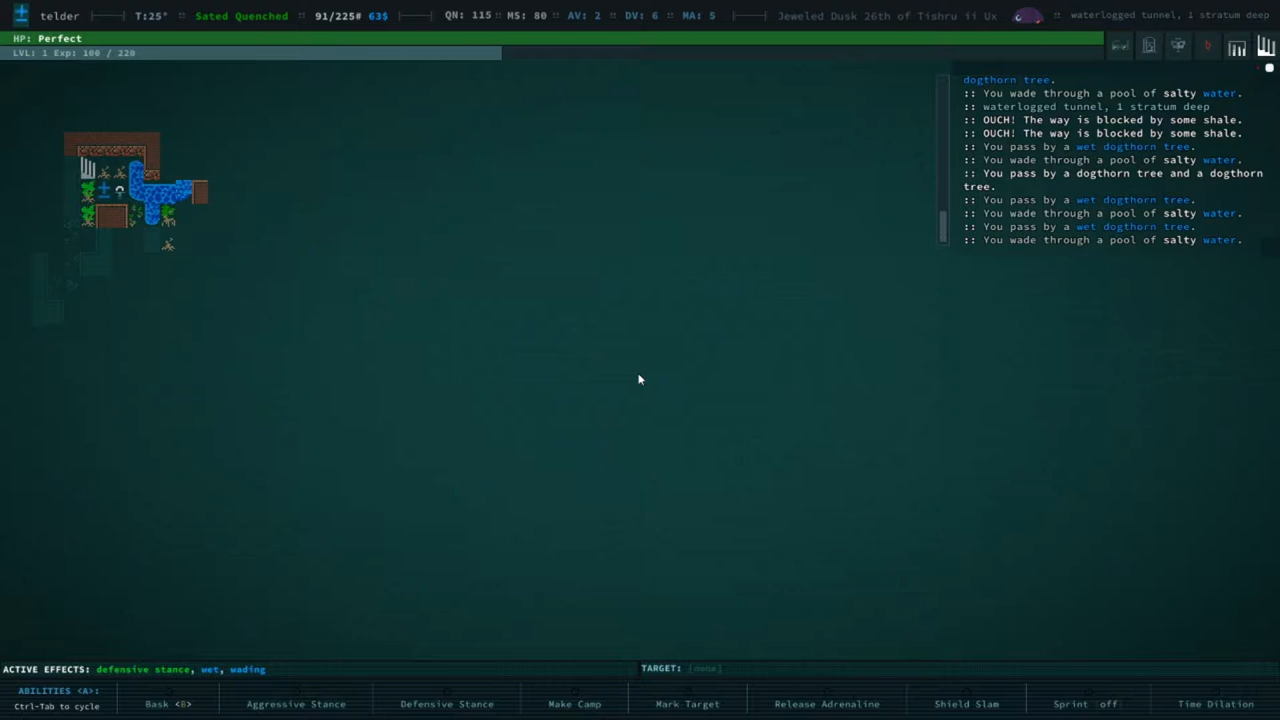 telder T:25° :: Sated Quenched :: 91/225# 63$ QN: 115 :: MS: 80 :: AV: 2 :: DV: 6 :: MA: 5 Jeweled Dusk 26th of Tishru ii Ux :: waterlogged tunnel, 1 stratum deep
HP: Perfect
LVL: 1 Exp: 100 / 220
dogthorn tree.
:: You wade through a pool of salty water.
:: waterlogged tunnel, 1 stratum deep
:: OUCH! The way is blocked by some shale.
:: OUCH! The way is blocked by some shale.
:: You pass by a wet dogthorn tree.
:: You wade through a pool of salty water.
:: You pass by a dogthorn tree and a dogthorn
tree.
:: You pass by a wet dogthorn tree.
:: You wade through a pool of salty water.
:: You pass by a wet dogthorn tree.
:: You wade through a pool of salty water.
ACTIVE EFFECTS: defensive stance, wet, wading
TARGET: [none]
ABILITIES <A>:
Ctrl-Tab to cycle
Bask <8>
Aggressive Stance
Defensive Stance
Make Camp
Mark Target
Release Adrenaline
Shield Slam
Sprint off
Time Dilation